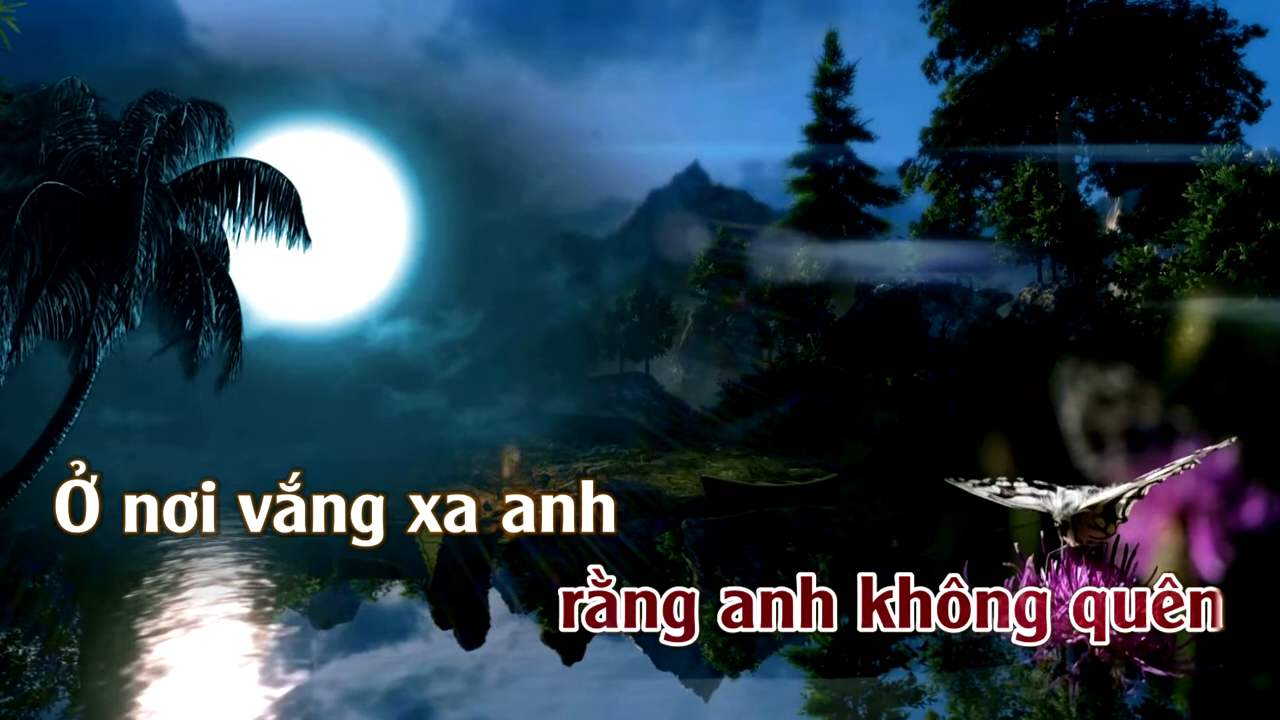 Ở nơi vắng xa anh
rằng anh không quên